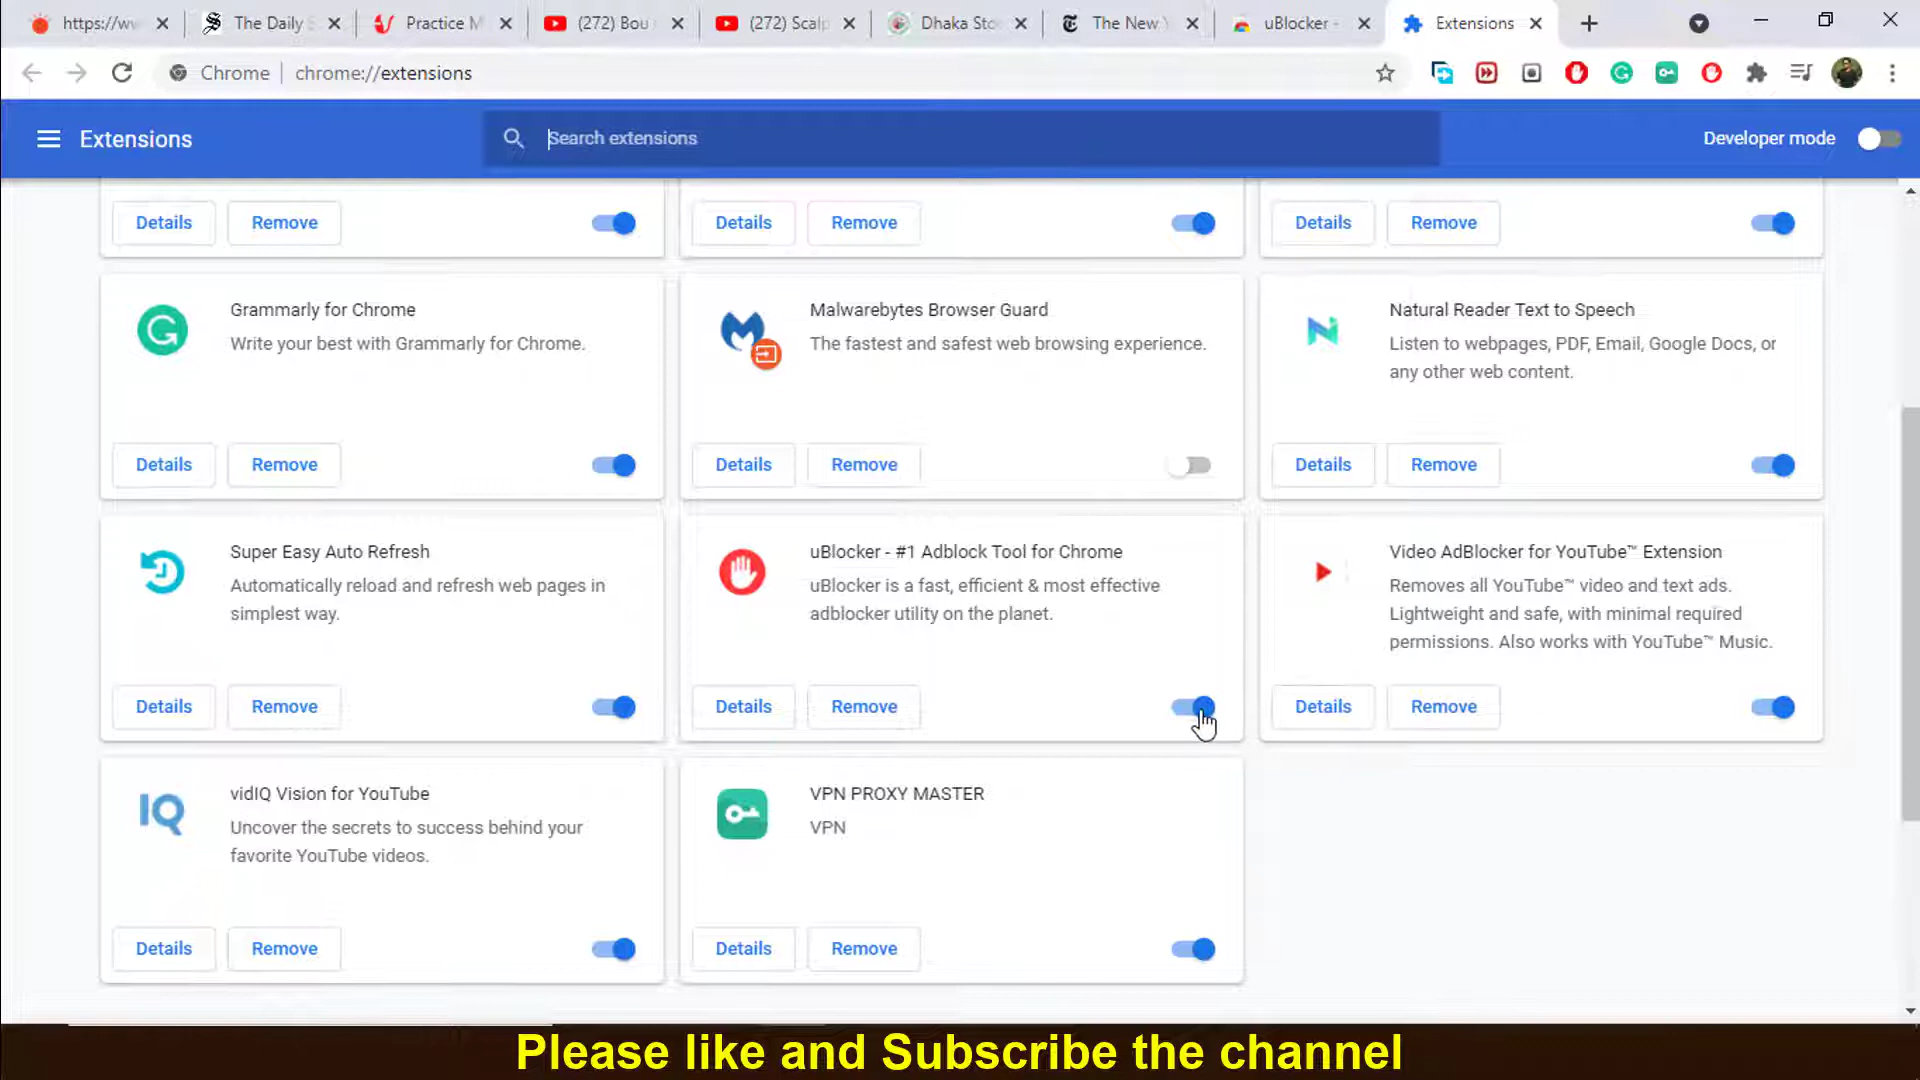 https://ww
The Daily S
Practice M
(272) Bou
(272) Scalp
Dhaka Sto
The New Y
uBlocker -
Extensions
Chrome
chrome://extensions
Extensions
Search extensions
Developer mode
Details
Remove
Details
Remove
Details
Remove
Grammarly for Chrome
Write your best with Grammarly for Chrome.
Details
Remove
Malwarebytes Browser Guard
The fastest and safest web browsing experience.
Details
Remove
Natural Reader Text to Speech
Listen to webpages, PDF, Email, Google Docs, or
any other web content.
Details
Remove
Super Easy Auto Refresh
Automatically reload and refresh web pages in
simplest way.
Details
Remove
uBlocker - #1 Adblock Tool for Chrome
uBlocker is a fast, efficient & most effective
adblocker utility on the planet.
Details
Remove
Video AdBlocker for YouTube™ Extension
Removes all YouTube™ video and text ads.
Lightweight and safe, with minimal required
permissions. Also works with YouTube™ Music.
Details
Remove
IQ
vidIQ Vision for YouTube
Uncover the secrets to success behind your
favorite YouTube videos.
Details
Remove
VPN PROXY MASTER
VPN
Details
Remove
Please like and Subscribe the channel